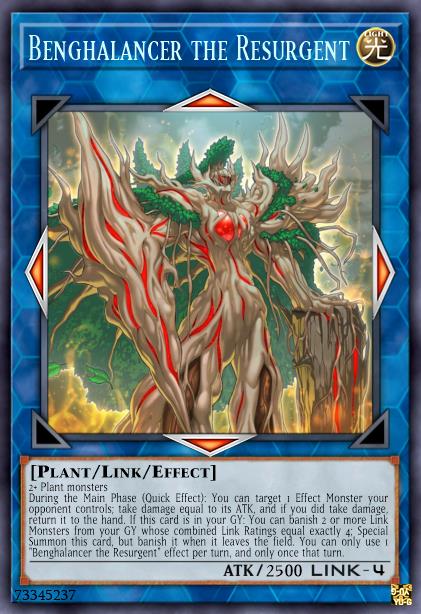 BENGHALANCER THE RESURGENT
LIGHT
光
[PLANT/LINK/EFFECT]
2+ Plant monsters
During the Main Phase (Quick Effect): You can target 1 Effect Monster your
opponent controls; take damage equal to its ATK, and if you did take damage,
return it to the hand. If this card is in your GY: You can banish 2 or more Link
Monsters from your GY whose combined Link Ratings equal exactly 4; Special
Summon this card, but banish it when it leaves the field. You can only use 1
"Benghalancer the Resurgent" effect per turn, and only once that turn.
ATK/2500 LINK-4
73345237